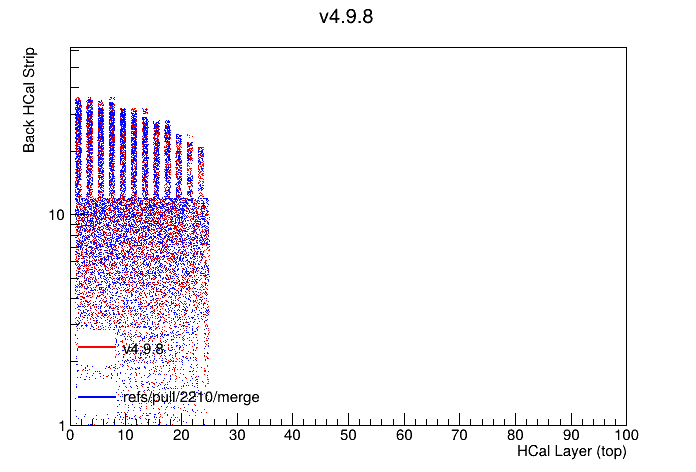 v4.9.8
Back HCal Strip
10
1
v4.9.8
refs/pull/2210/merge
0 10 20 30 40 50 60 70 80 90 100
HCal Layer (top)